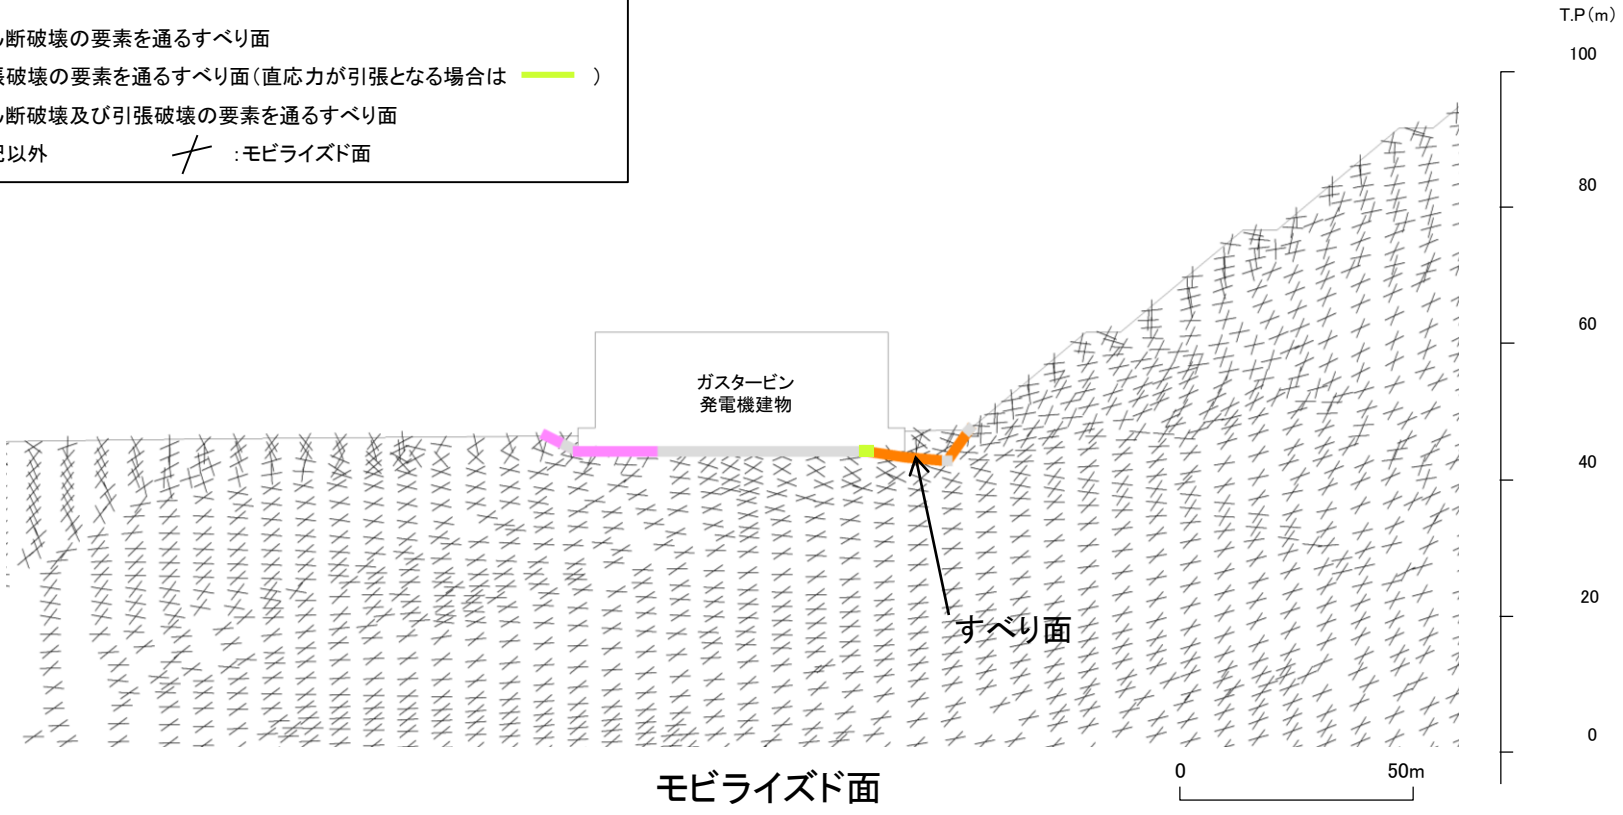 断破壊の要素を通るすべり面
破壊の要素を通るすべり面(直応力が引張となる場合は ）
断破壊及び引張破壊の要素を通るすべり面
以外 :モビライズド面
T.P(m)
100
80
60
40
20
0
ガスタービン
発電機建物
すべり面
0 50m
モビライズド面